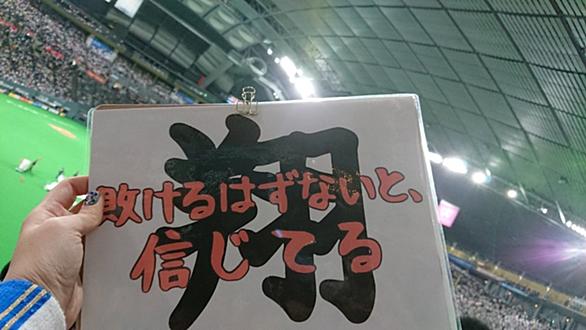 翔
敗けるはずないと、
信じてる